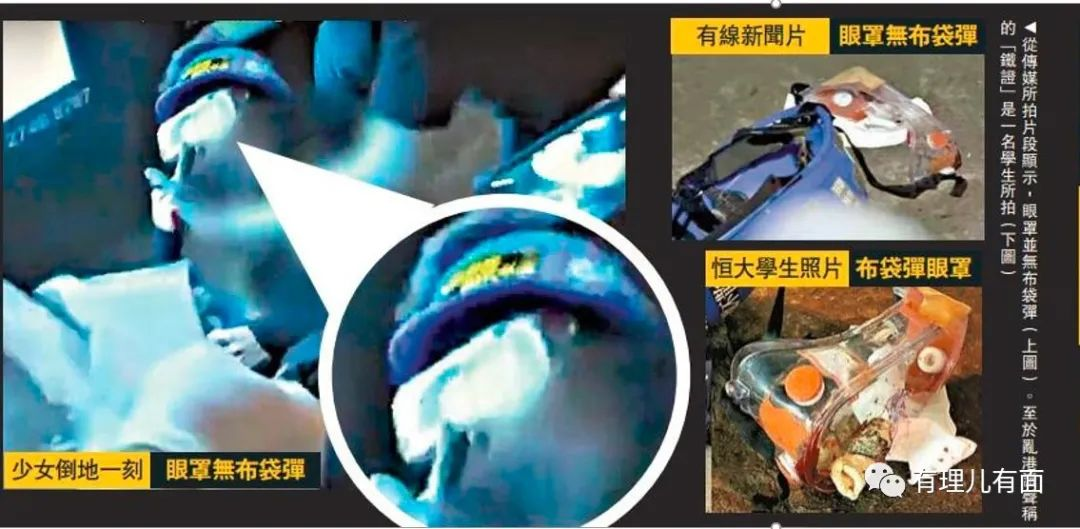 有線新聞片
眼罩無布袋彈
恒大學生照片
布袋彈眼罩
少女倒地一刻
眼罩無布袋彈
◀從傳媒所拍片段顯示，眼罩並無布袋彈（上圖）。至於亂港聲稱
的「鐵證」是一名學生所拍（下圖）
有理儿有面